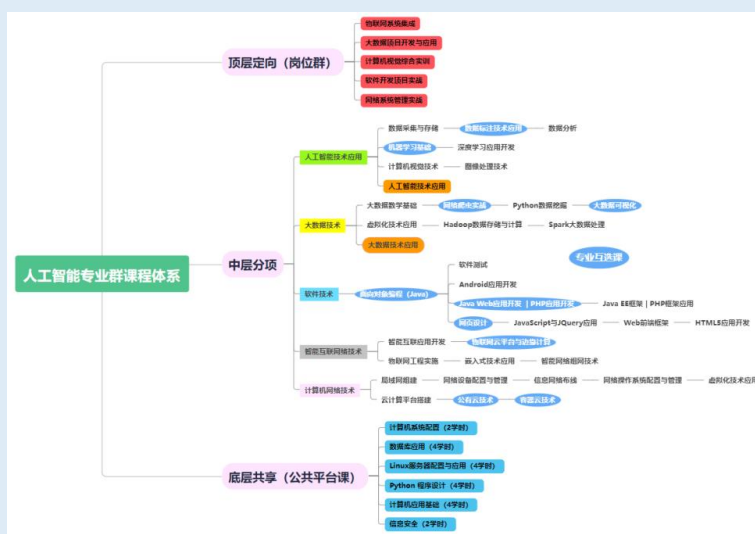 人工智能专业群课程体系
顶层定向（岗位群）
物联网系统集成
大数据项目开发与应用
计算机视觉综合实训
软件开发项目实战
网络系统管理实战
中层分项
人工智能技术应用
数据采集与存储 数据标注技术应用 数据分析
机器学习基础 深度学习应用开发
计算机视觉技术 图像处理技术
人工智能技术应用
大数据技术
大数据数学基础 网络爬虫实战 Python数据挖掘 大数据可视化
虚拟化技术应用 Hadoop数据存储与计算 Spark大数据处理
大数据技术应用
专业互选课
软件技术
面向对象编程（Java）
软件测试
Android应用开发
Java Web应用开发 | PHP应用开发 Java EE框架 | PHP框架应用
网页设计 JavaScript与JQuery应用 Web前端框架 HTML5应用开发
智能互联网络技术
智能互联应用开发 物联网云平台与边缘计算
物联网工程实施 嵌入式技术应用 智能网络组网技术
计算机网络技术
局域网组建 网络设备配置与管理 信息网络布线 网络操作系统配置与管理 虚拟化技术应用
云计算平台搭建 公有云技术 容器云技术
底层共享（公共平台课）
计算机系统配置（2学时）
数据库应用（4学时）
Linux服务器配置与应用（4学时）
Python 程序设计（4学时）
计算机应用基础（4学时）
信息安全（2学时）